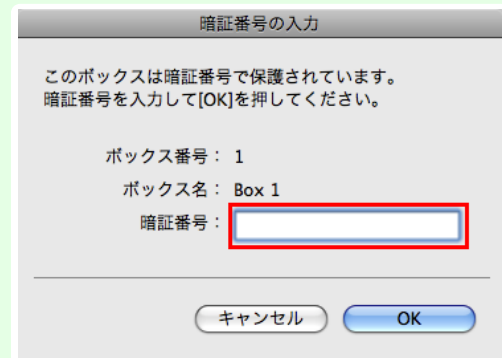 暗証番号の入力
このボックスは暗証番号で保護されています。
暗証番号を入力して[OK]を押してください。
ボックス番号： 1
ボックス名： Box 1
暗証番号：
キャンセル OK